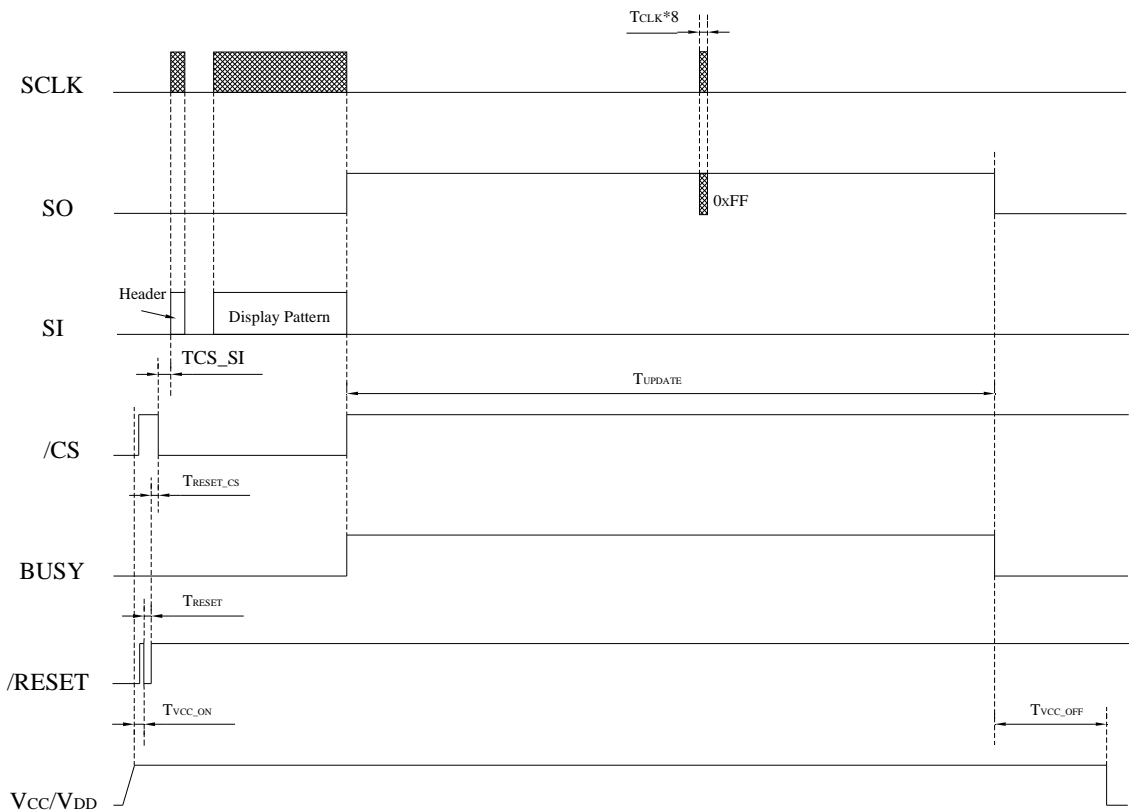 TCLK*8
SCLK
0xFF
SO
Header
Display Pattern
SI
TCS_SI
TUPDATE
/CS
TRESET_CS
BUSY
TRESET
/RESET
TVCC_ON
TVCC_OFF
VCC/VDD